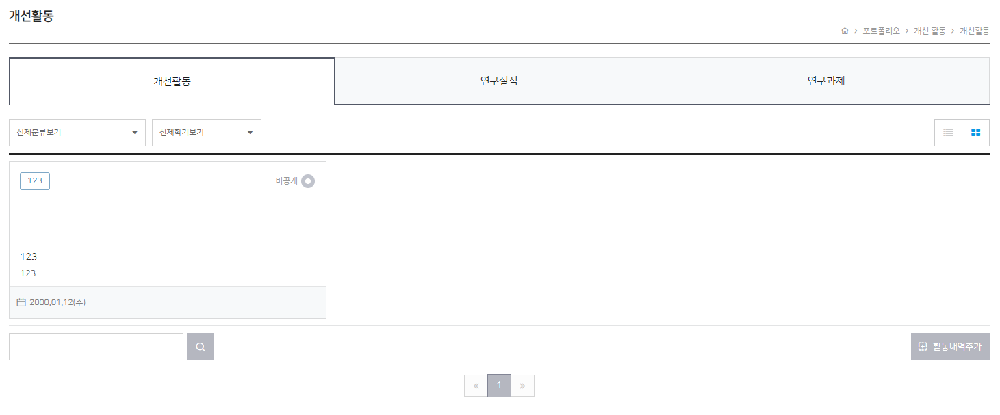 개선활동
포트폴리오 > 개선 활동 > 개선활동
개선활동 연구실적 연구과제
전체분류보기 전체학기보기
123 비공개
123
123
2000.01.12(수)
활동내역추가
« 1 »